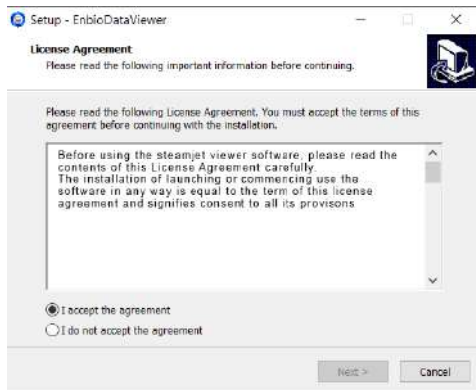 Setup - EnbioDataViewer
License Agreement
Please read the following important information before continuing.
Please read the following License Agreement. You must accept the terms of this
agreement before continuing with the installation.
Before using the steamjet viewer software, please read the
contents of this License Agreement carefully.
The installation of launching or commencing use the
software in any way is equal to the term of this license
agreement and signifies consent to all its provisons
I accept the agreement
I do not accept the agreement
Next >
Cancel